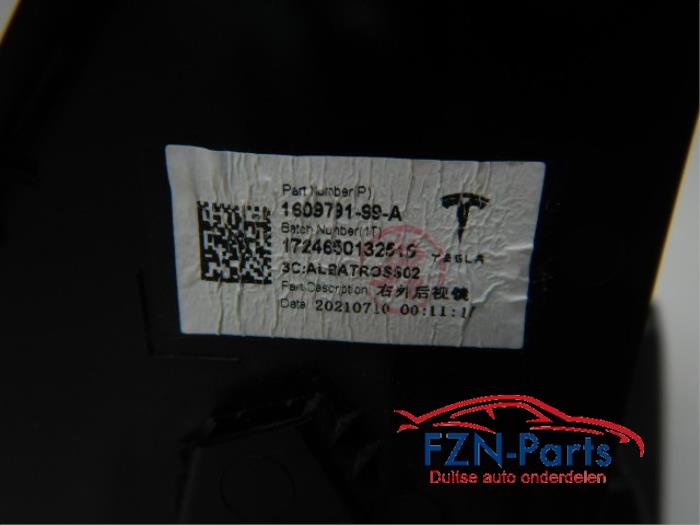 Part Number(P)
1609791-99-A
Batch Number(1T)
1724650132515
TESLA
3C:ALBATROSS02
Part Description 右外后视镜
Date 20210710 00:11:1
FZN-Parts
Duitse auto onderdelen